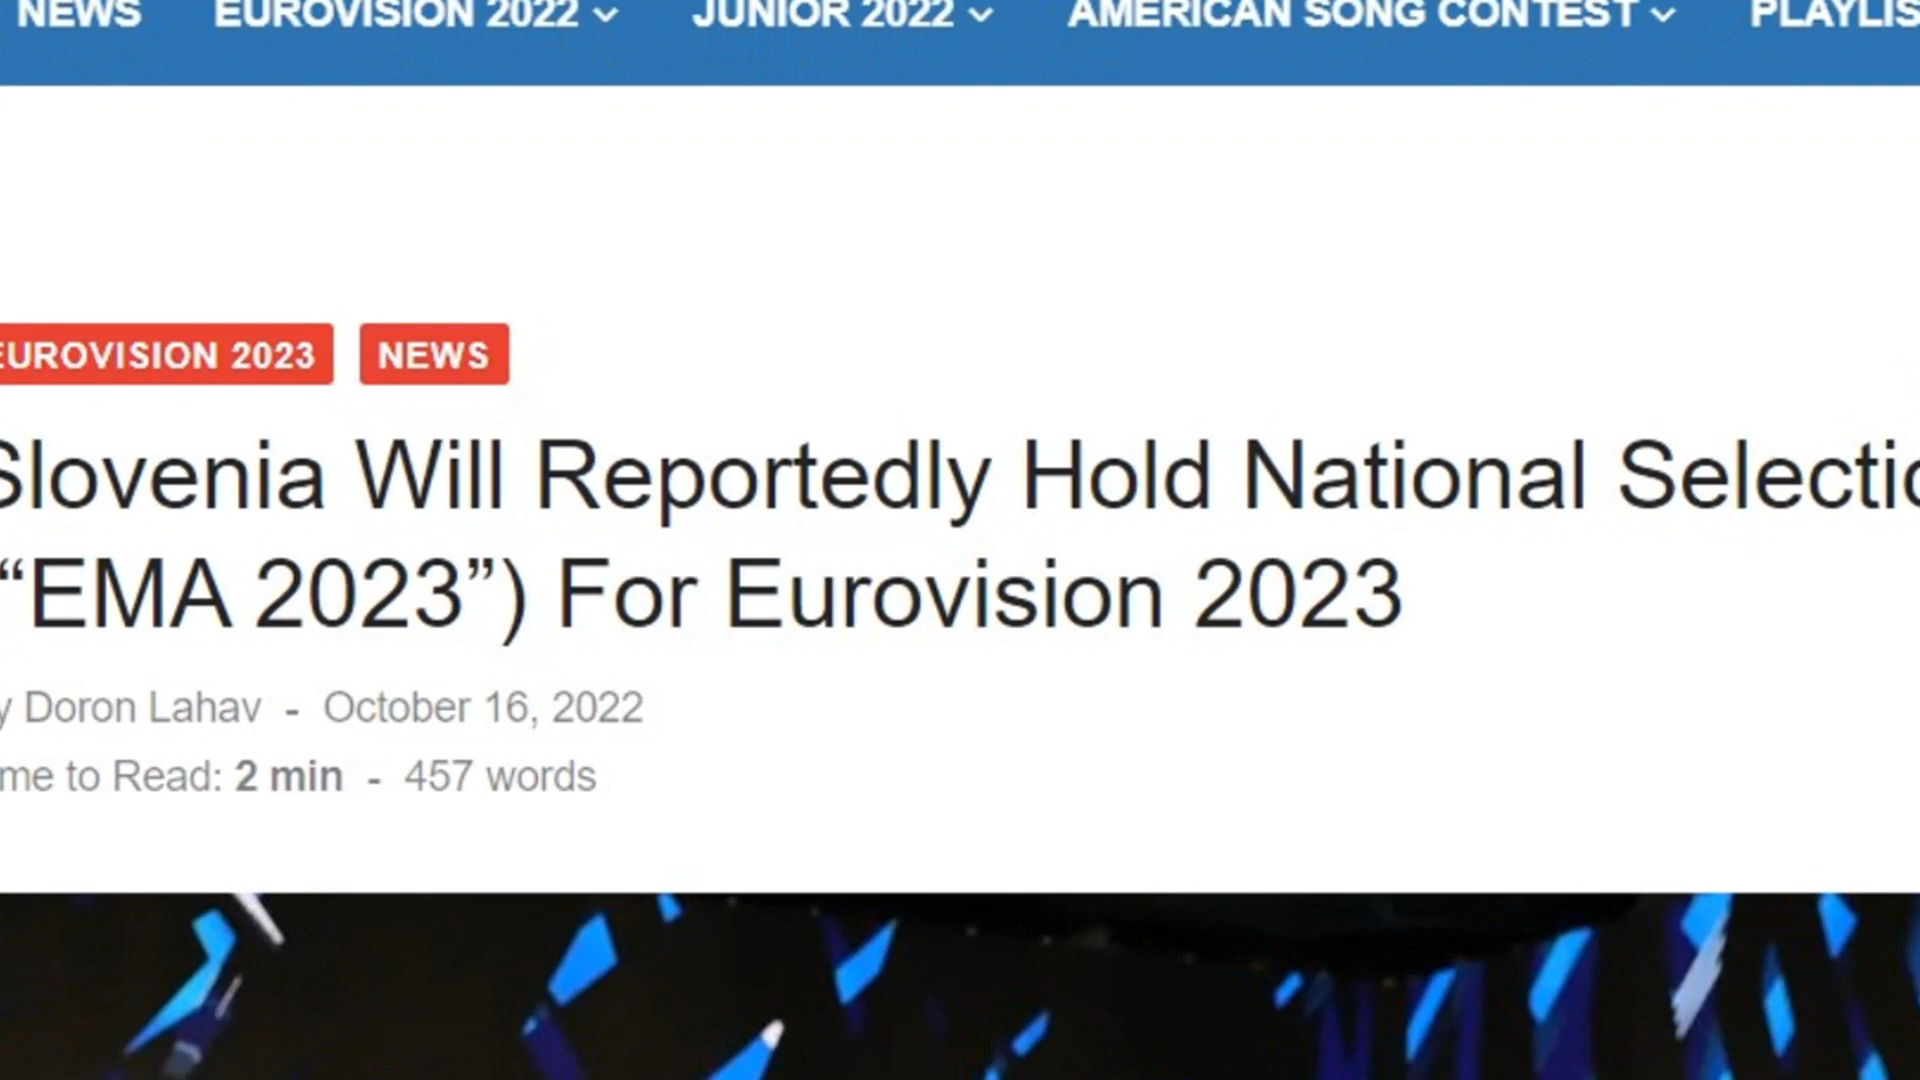 NEWS EUROVISION 2022 JUNIOR 2022 AMERICAN SONG CONTEST PLAYLIS
EUROVISION 2023 NEWS
Slovenia Will Reportedly Hold National Selectio
“EMA 2023”) For Eurovision 2023
y Doron Lahav - October 16, 2022
me to Read: 2 min - 457 words